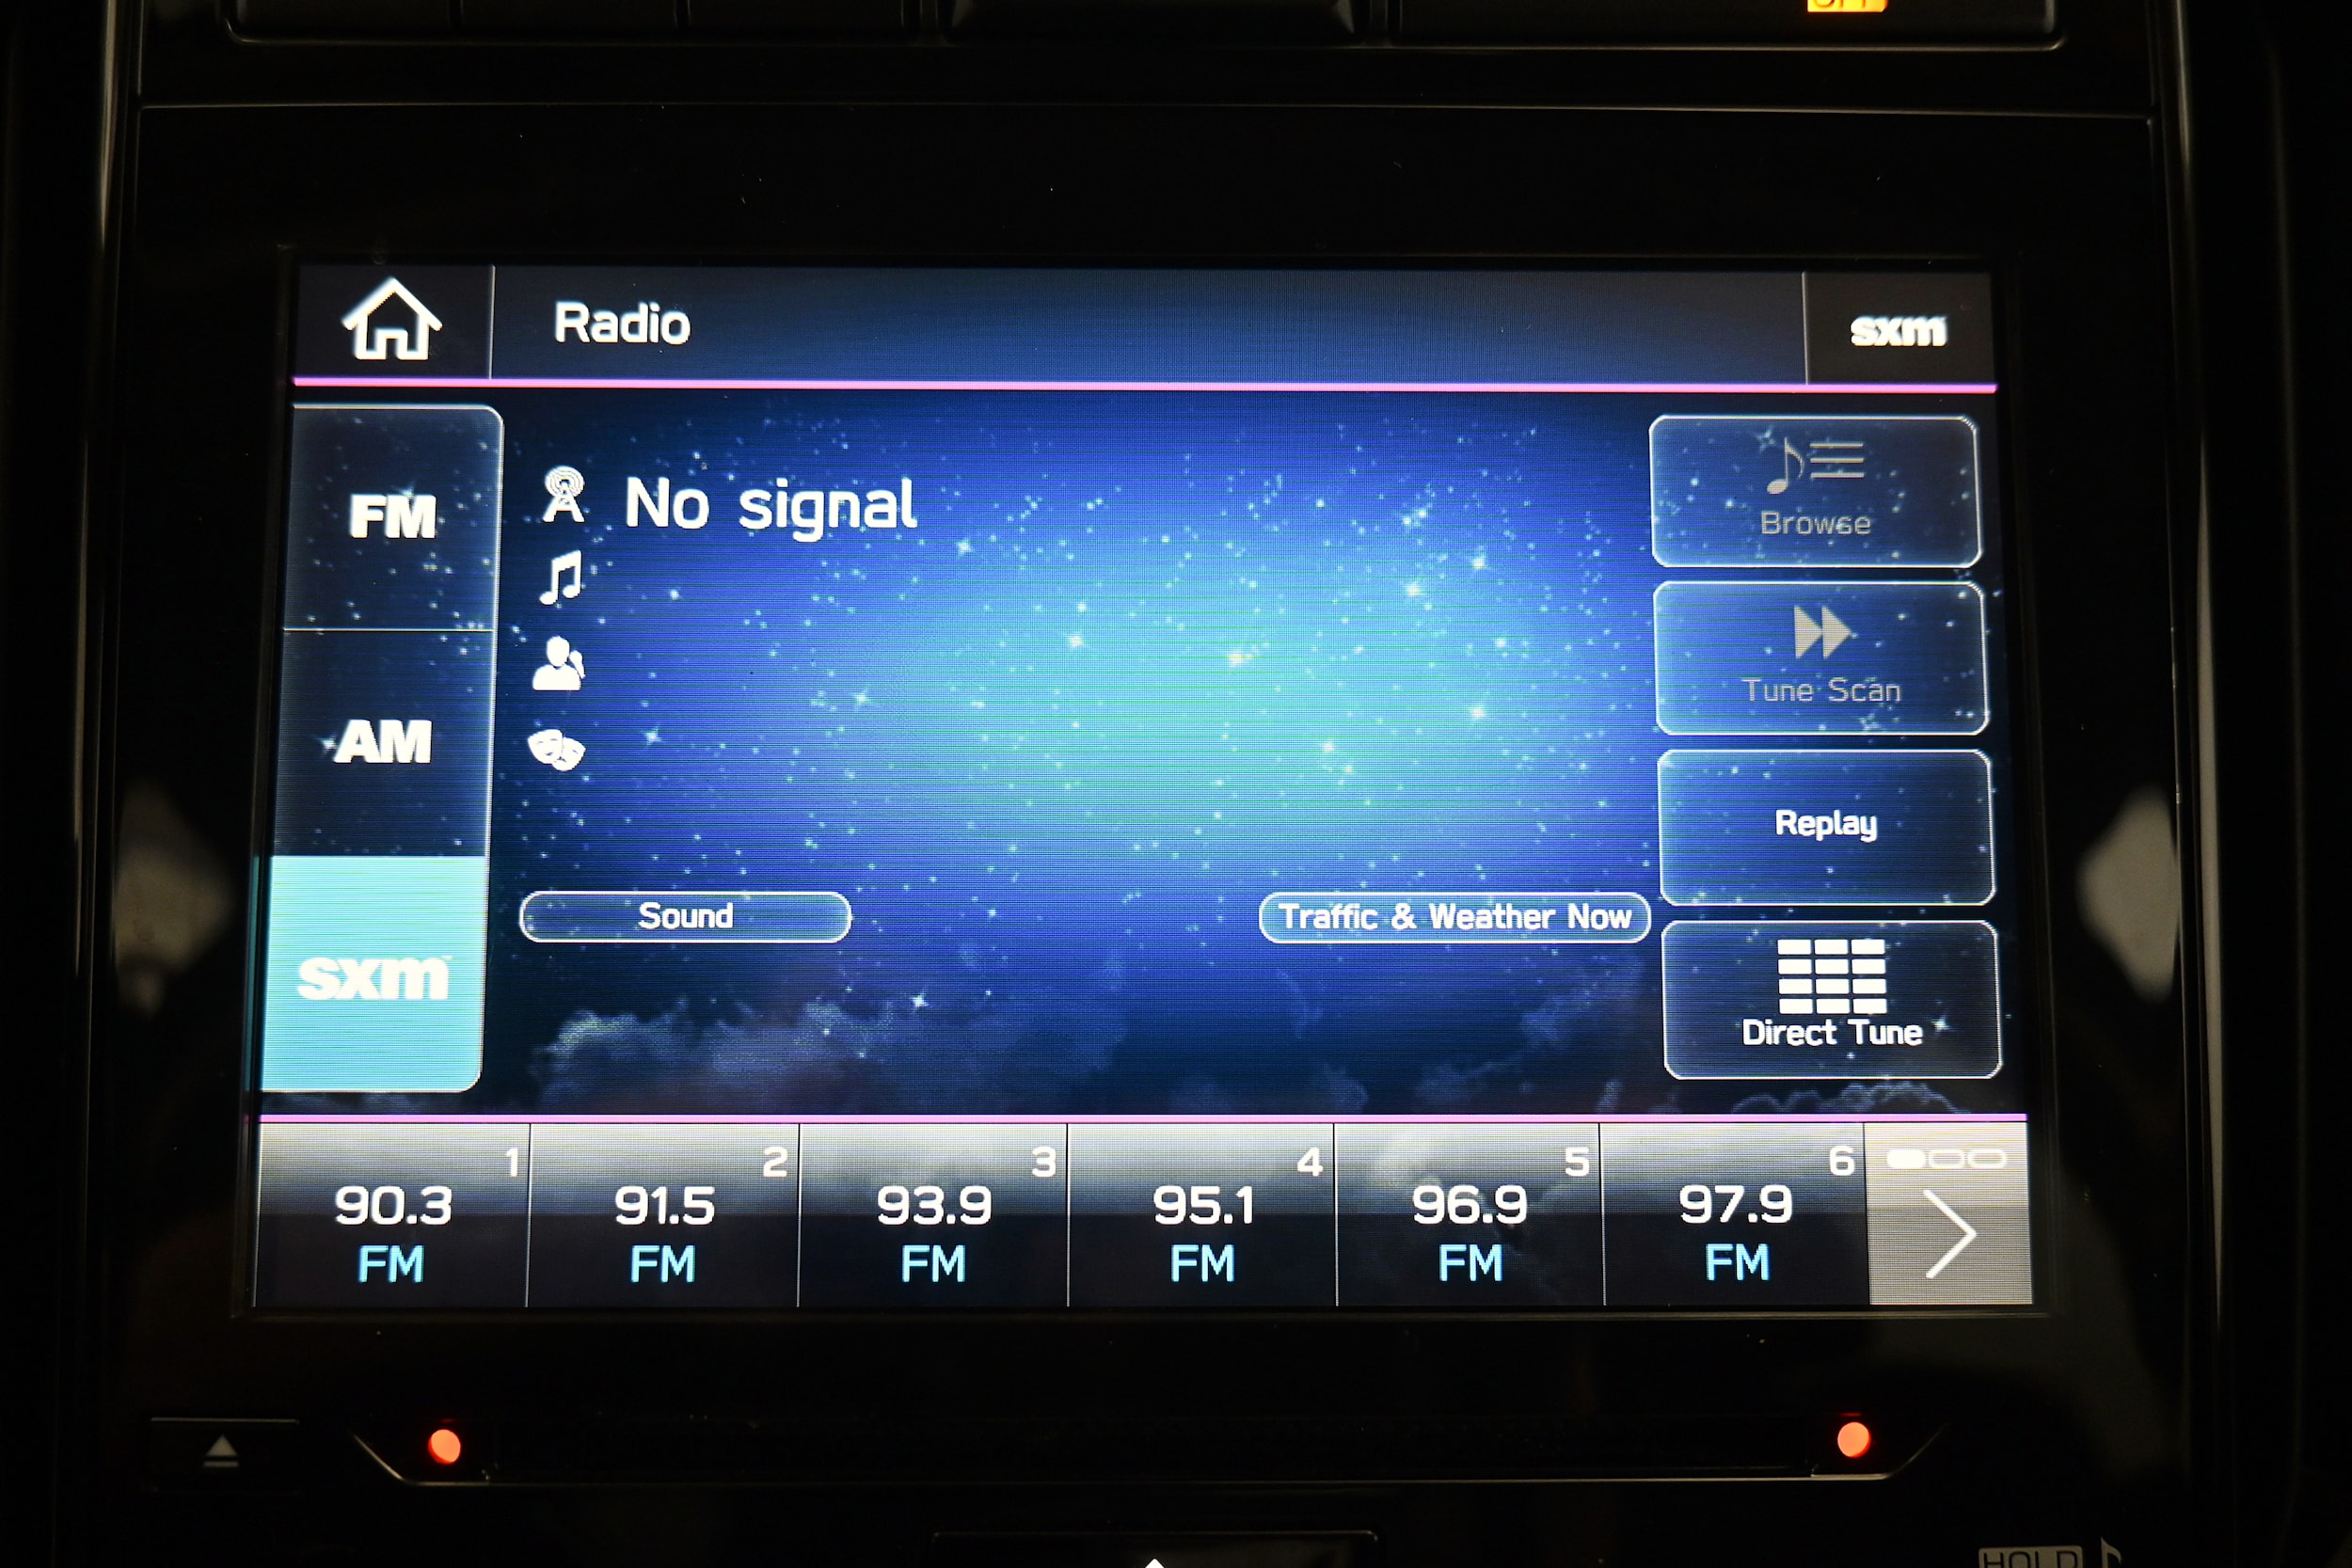 OFF
Radio
sxm
FM
AM
sxm
No signal
Sound
Traffic & Weather Now
Browse
Tune Scan
Replay
Direct Tune
1
90.3
FM
2
91.5
FM
3
93.9
FM
4
95.1
FM
5
96.9
FM
6
97.9
FM
HOLD